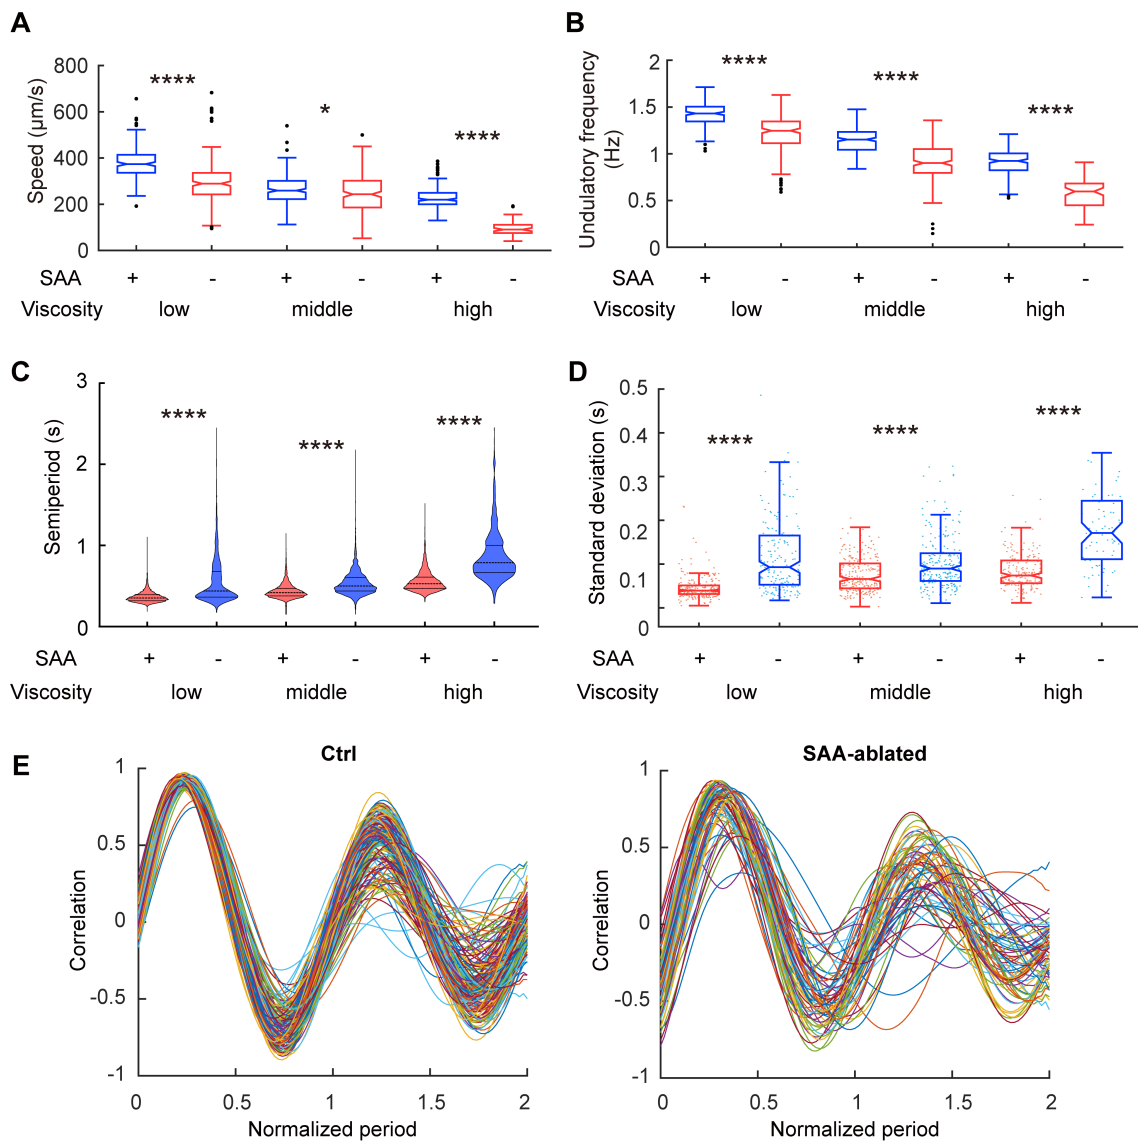 A
Speed (µm/s)
800
600
400
200
0
****
*
****
SAA + - + - + -
Viscosity low middle high
B
Undulatory frequency
(Hz)
2
1.5
1
0.5
0
****
****
****
SAA + - + - + -
Viscosity low middle high
C
Semiperiod (s)
3
2
1
0
****
****
****
SAA + - + - + -
Viscosity low middle high
D
Standard deviation (s)
0.5
0.4
0.3
0.2
0.1
0
****
****
****
SAA + - + - + -
Viscosity low middle high
E
Ctrl
Correlation
1
0.5
0
-0.5
-1
0 0.5 1 1.5 2
Normalized period
SAA-ablated
Correlation
1
0.5
0
-0.5
-1
0 0.5 1 1.5 2
Normalized period